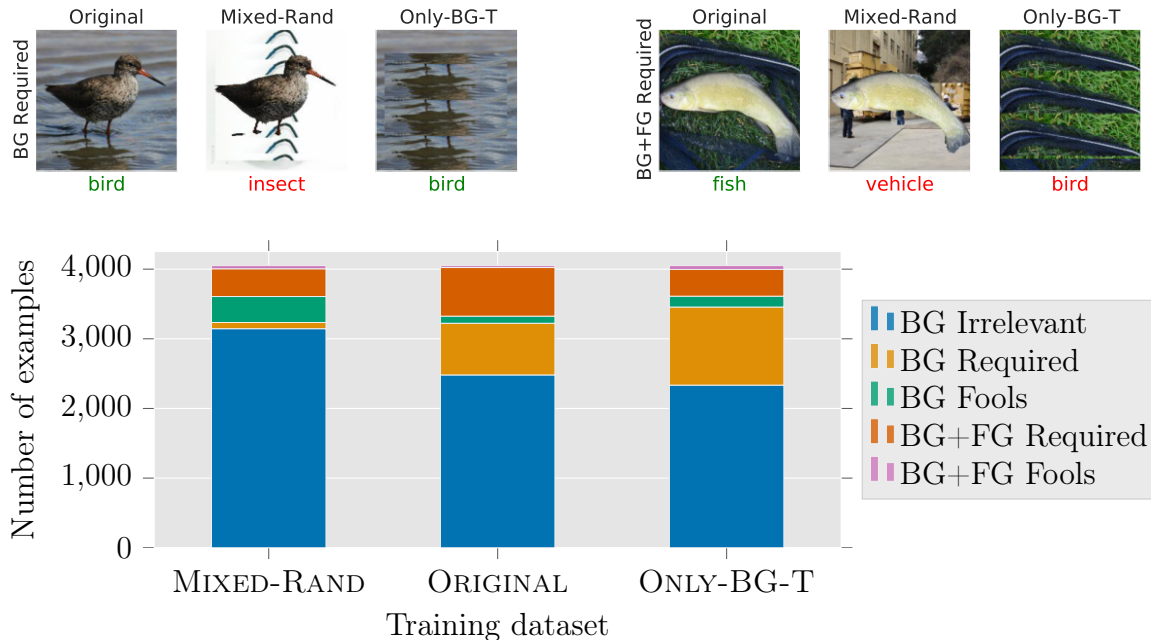 Original Mixed-Rand Only-BG-T
BG Required
bird insect bird
Original Mixed-Rand Only-BG-T
BG+FG Required
fish vehicle bird
Number of examples
4,000
3,000
2,000
1,000
0
MIXED-RAND ORIGINAL ONLY-BG-T
Training dataset
BG Irrelevant
BG Required
BG Fools
BG+FG Required
BG+FG Fools